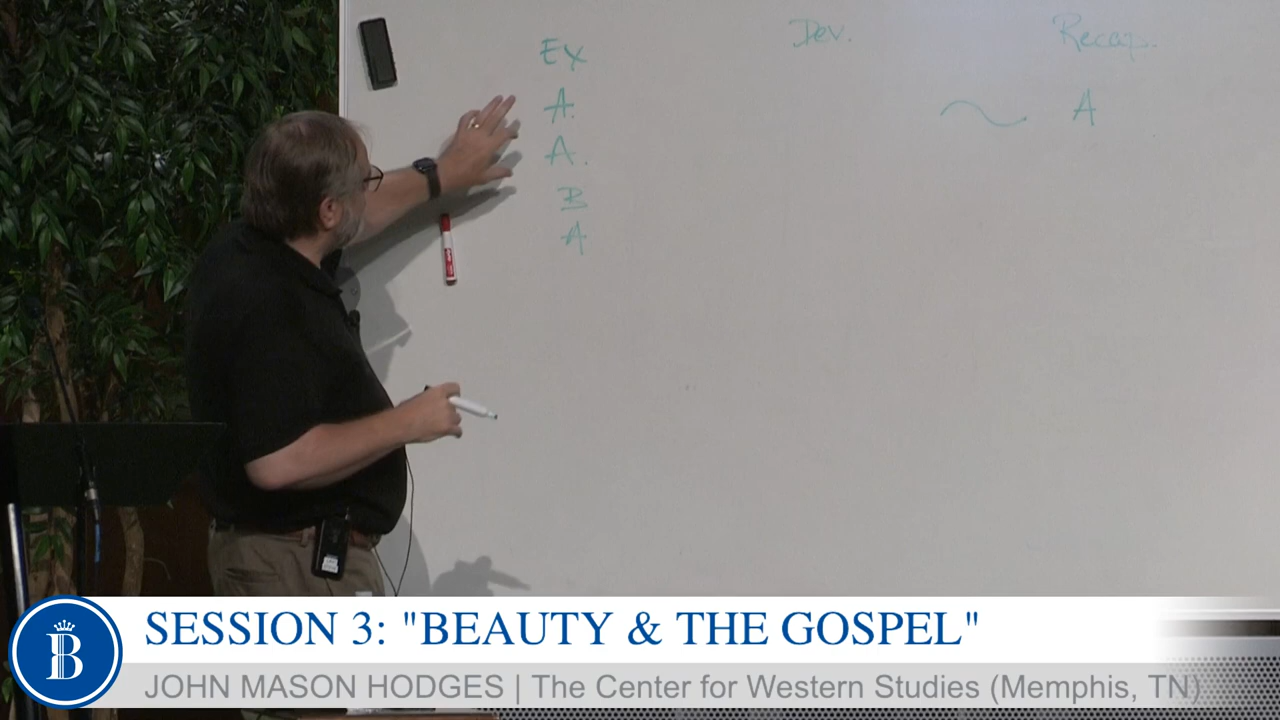 Ex Dev. Recap.
A. ~ A
A.
B
A
B
SESSION 3: "BEAUTY & THE GOSPEL"
JOHN MASON HODGES | The Center for Western Studies (Memphis, TN)